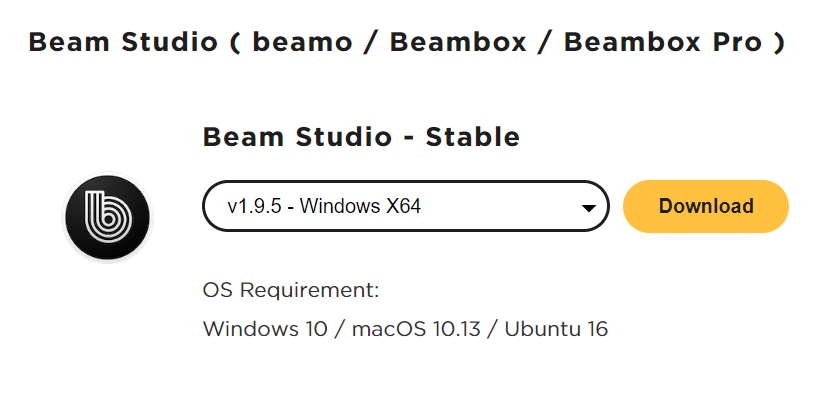 Beam Studio ( beamo / Beambox / Beambox Pro )
Beam Studio - Stable
v1.9.5 - Windows X64
Download
OS Requirement:
Windows 10 / macOS 10.13 / Ubuntu 16